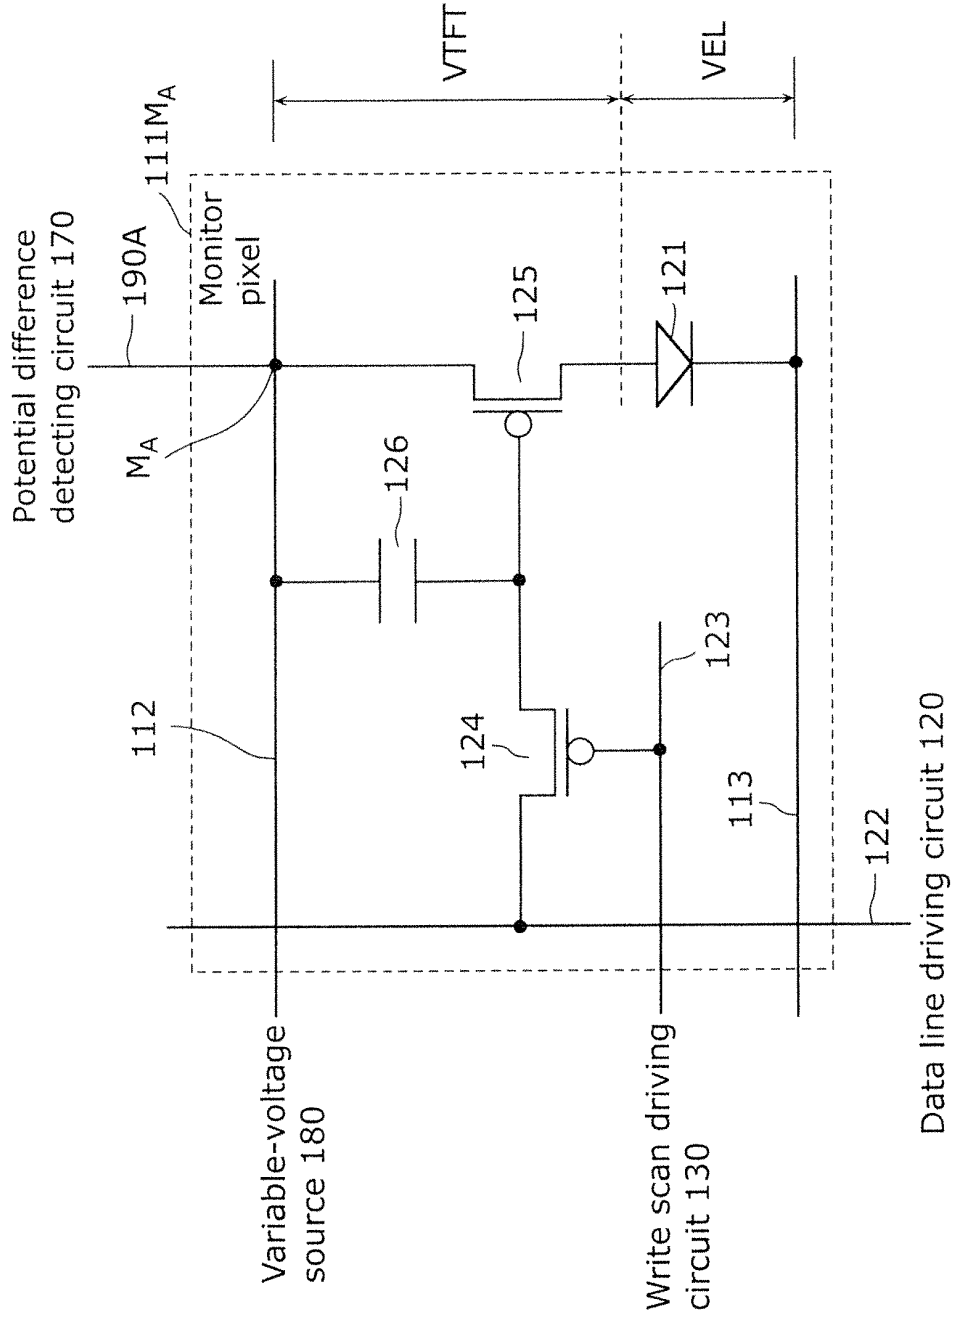 Potential difference
detecting circuit 170
190A
111MA
MA
Monitor
pixel
VTFT
VEL
112
126
125
121
124
123
113
122
Variable-voltage
source 180
Write scan driving
circuit 130
Data line driving circuit 120